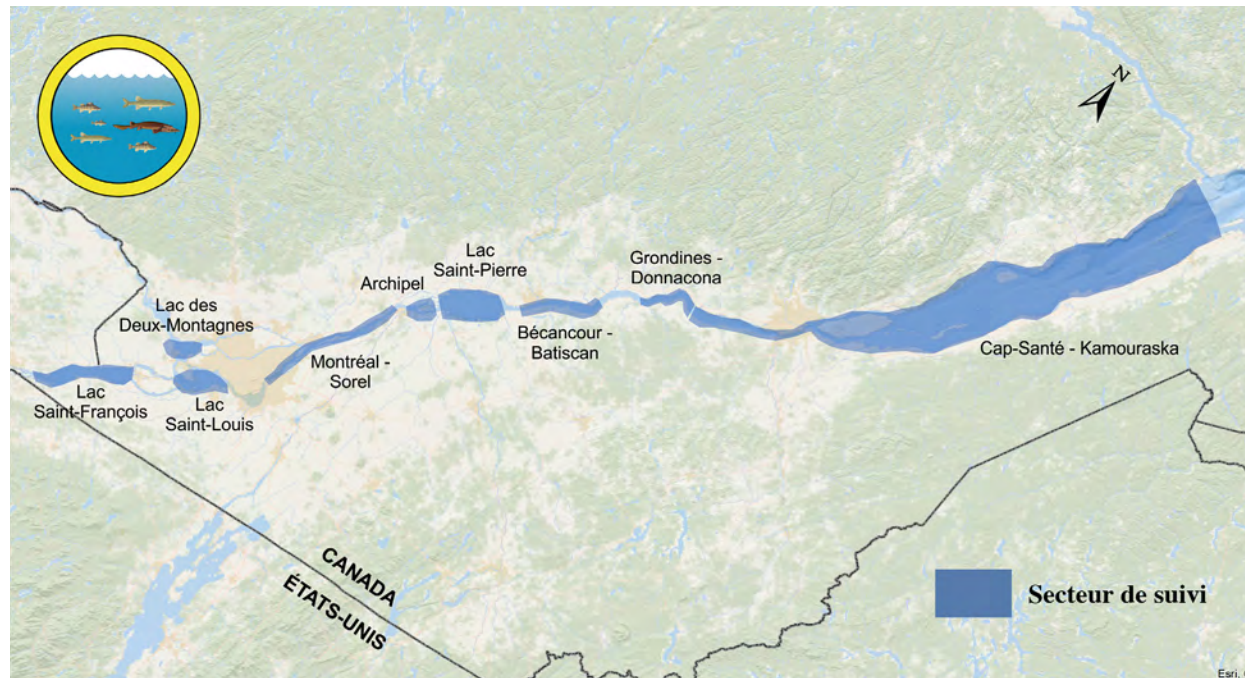 N
Lac
Saint-Pierre
Grondines -
Donnacona
Archipel
Lac des
Deux-Montagnes
Bécancour -
Batiscan
Cap-Santé - Kamouraska
Montréal -
Sorel
Lac
Saint-François
Lac
Saint-Louis
CANADA
ÉTATS-UNIS
Secteur de suivi
Esri,